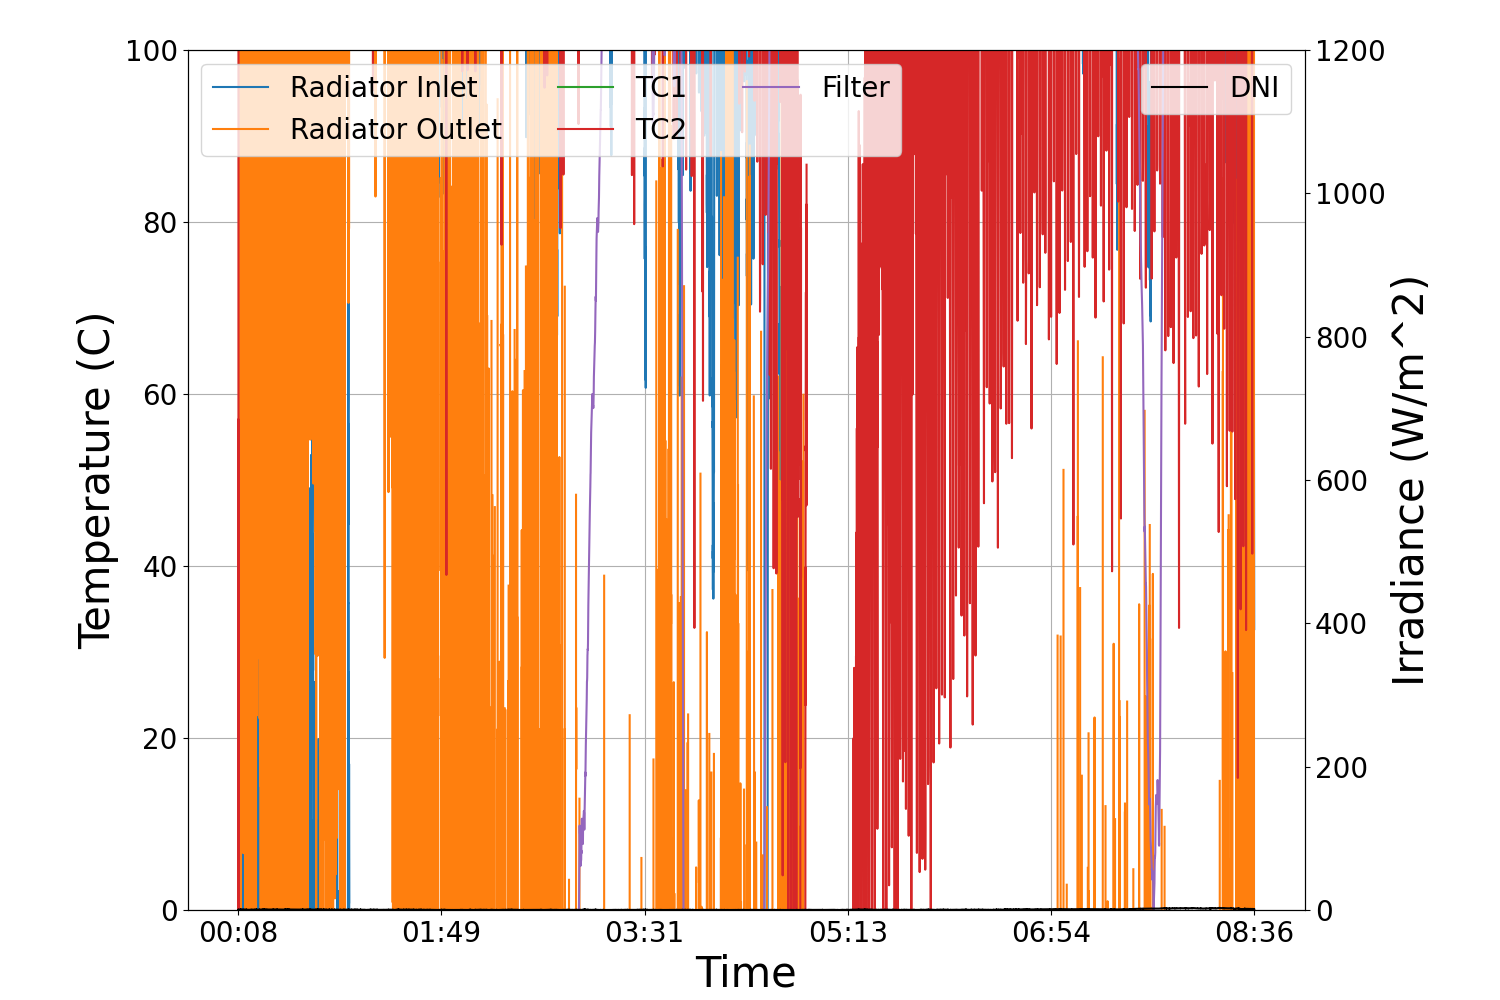 Radiator Inlet
Radiator Outlet
TC1
TC2
Filter
DNI
Temperature (C)
100
80
60
40
20
0
Irradiance (W/m^2)
1200
1000
800
600
400
200
0
00:08 01:49 03:31 05:13 06:54 08:36
Time